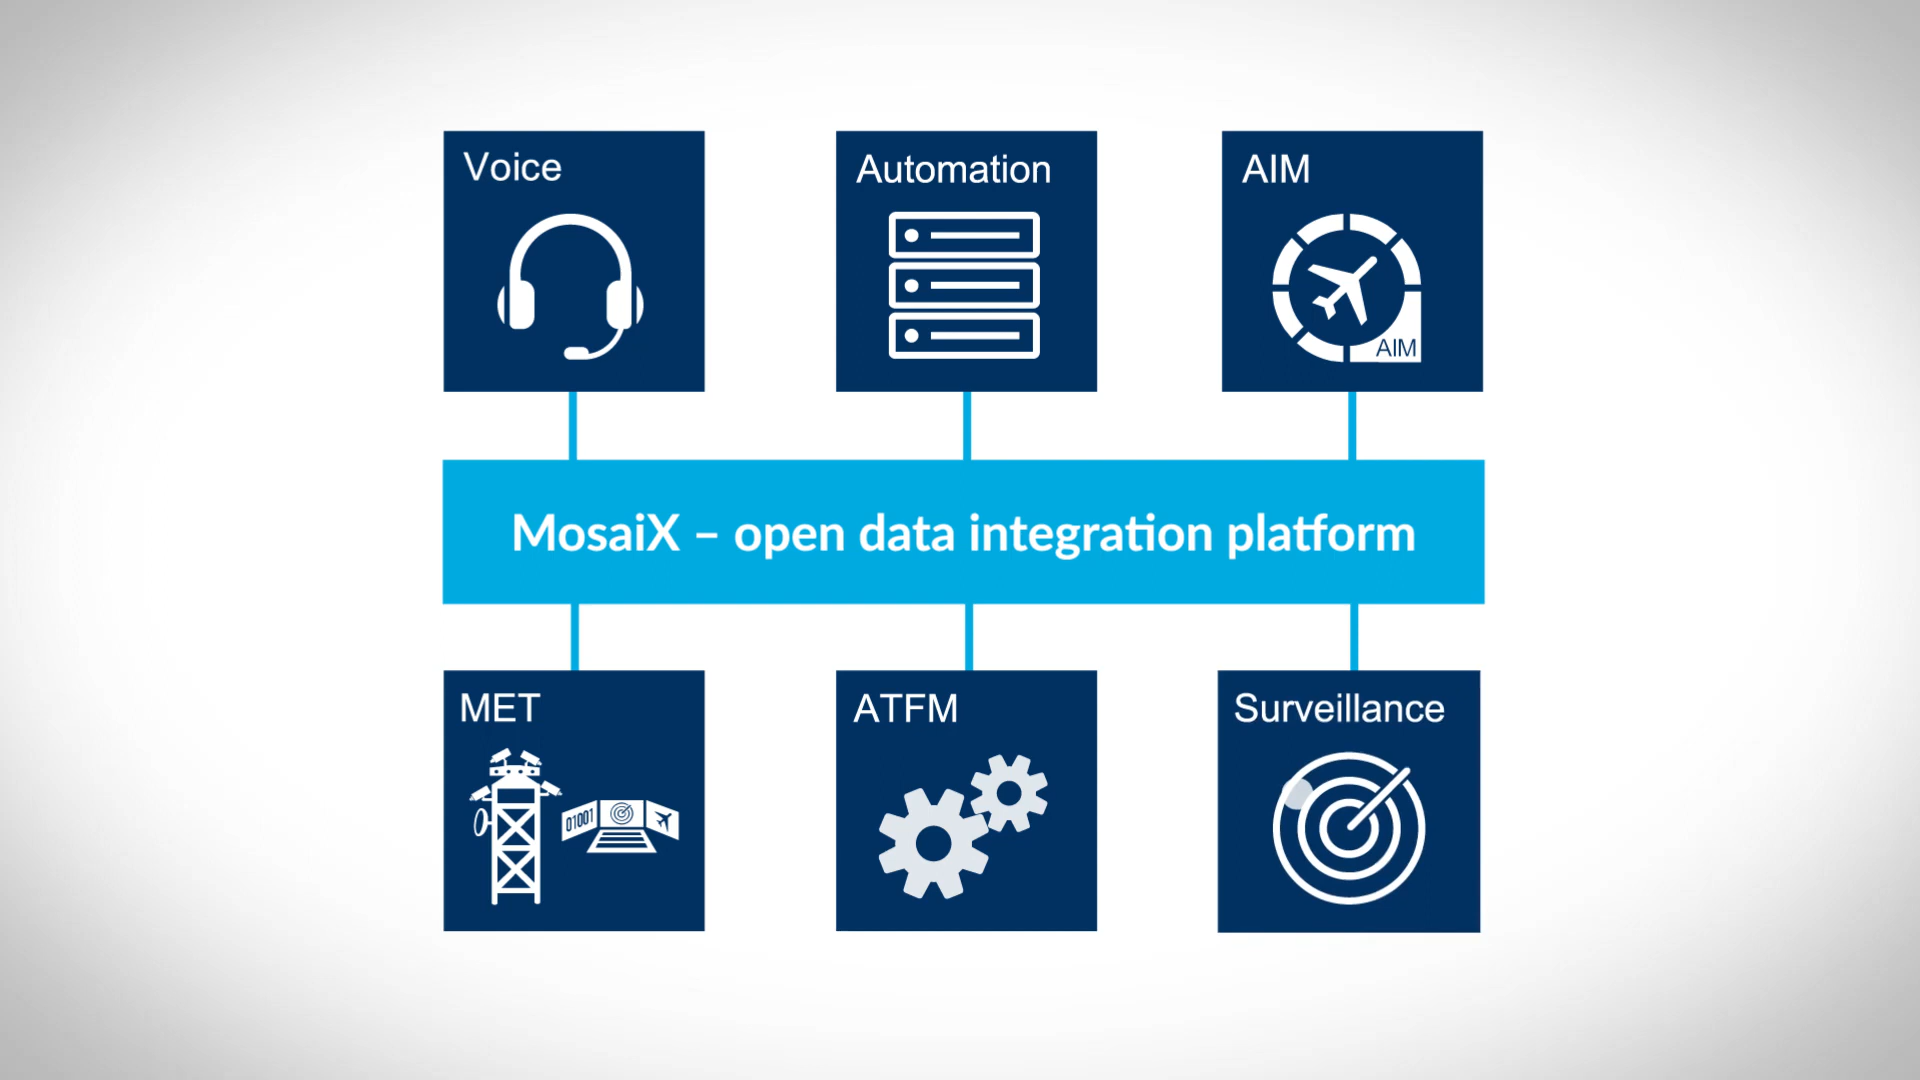 Voice
Automation
AIM
AIM
MosaiX – open data integration platform
MET
01001
ATFM
Surveillance